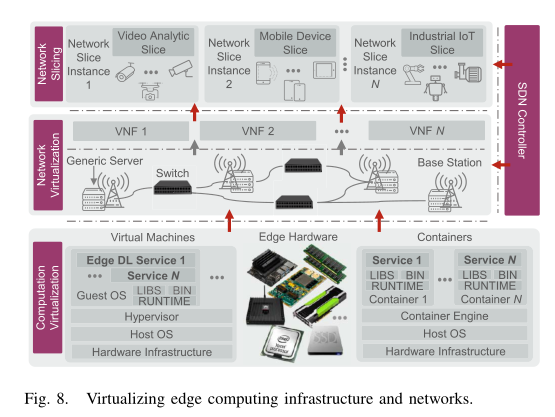 Network Slicing
Network Slice Instance 1
Video Analytic Slice
Network Slice Instance 2
Mobile Device Slice
Network Slice Instance N
Industrial IoT Slice
SDN Controller
Network Virtualization
VNF 1
VNF 2
VNF N
Generic Server
Switch
Base Station
Computation Virtualization
Virtual Machines
Edge DL Service 1
Service N
Guest OS
LIBS
BIN
RUNTIME
Hypervisor
Host OS
Hardware Infrastructure
Edge Hardware
Containers
Service 1
LIBS
BIN
RUNTIME
Container 1
Service N
LIBS
BIN
RUNTIME
Container N
Container Engine
Host OS
Hardware Infrastructure
Fig. 8. Virtualizing edge computing infrastructure and networks.